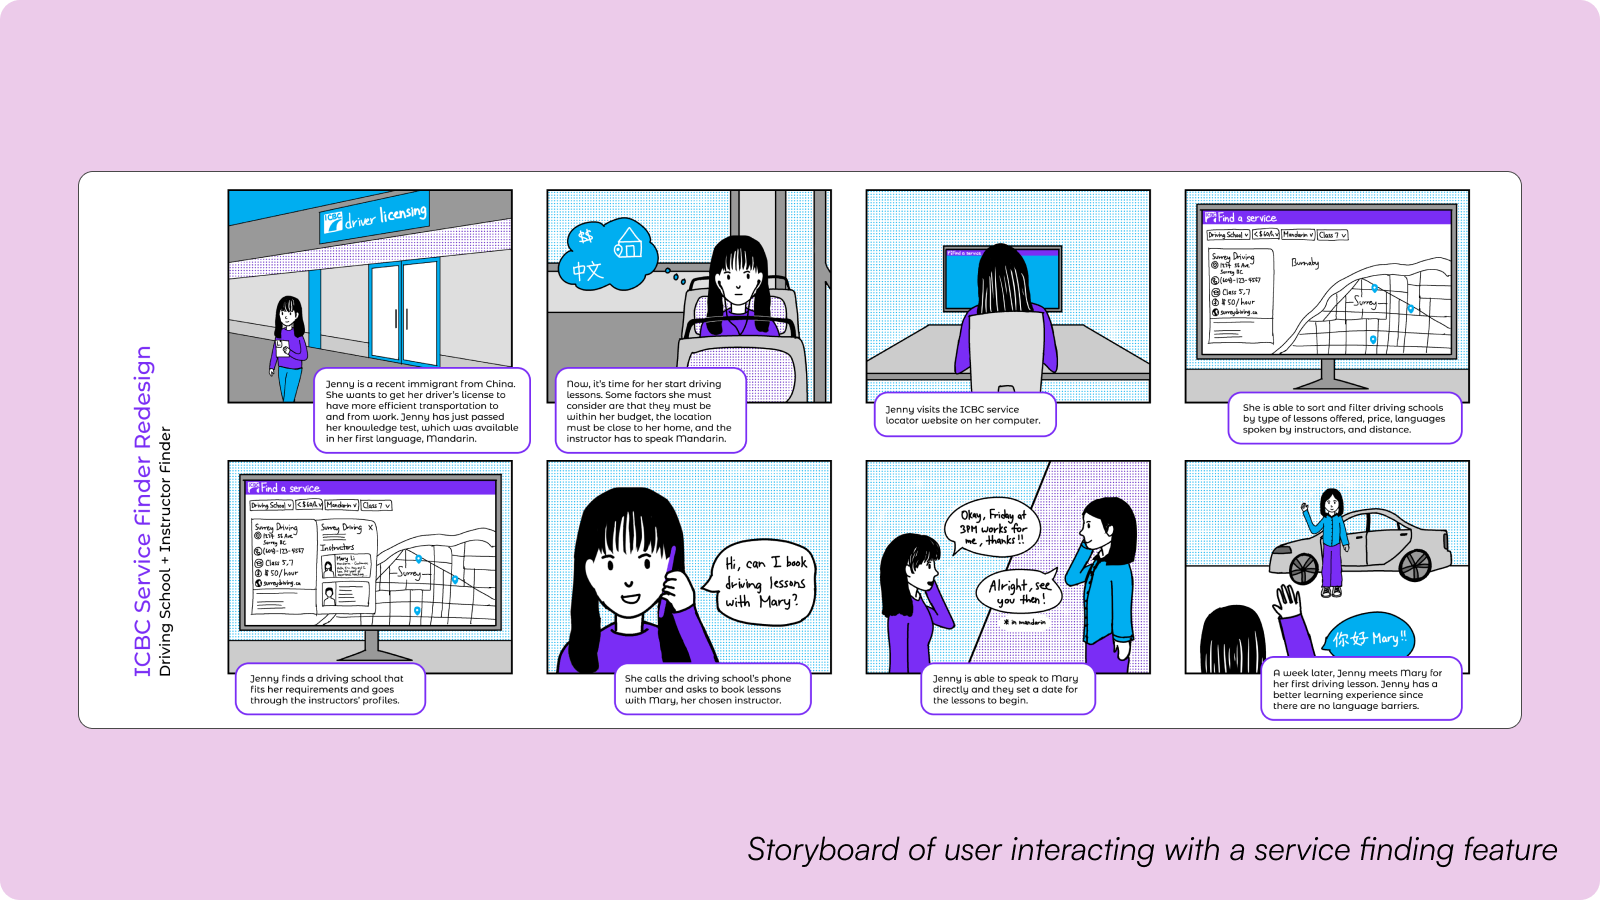 ICBC Service Finder Redesign
Driving School + Instructor finder
ICBC
driver licensing
Jenny is a recent immigrant from China.
She wants to get her driver's license to
have more efficient transportation to
and from work. Jenny has just passed
her knowledge test, which was available
in her first language, Mandarin.
$$
中文
Now, it's time for her start driving
lessons. Some factors she must
consider are that they must be
within her budget, the location
must be close to her home, and the
instructor has to speak Mandarin.
Find a service
Jenny visits the ICBC service
locator website on her computer.
ICBC
Find a service
Driving School v
<$60/h v
Mandarin v
Class 7 v
Surrey Driving
1234 55 Ave
Surrey BC
(604)-123-4567
Class 5,7
$50/hour
surreydriving.ca
Burnaby
Surrey
She is able to sort and filter driving schools
by type of lessons offered, price, languages
spoken by instructors, and distance.
ICBC
Find a service
Driving School v
<$60/h v
Mandarin v
Class 7 v
Surrey Driving
1234 55 Ave
Surrey BC
(604)-123-4567
Class 5,7
$50/hour
surreydriving.ca
Surrey Driving X
Instructors
Mary Li
Surrey
Jenny finds a driving school that
fits her requirements and goes
through the instructors' profiles.
Hi, can I book
driving lessons
with Mary?
She calls the driving school's phone
number and asks to book lessons
with Mary, her chosen instructor.
Okay, Friday at
3PM works for
me, thanks!!
Alright, see
you then!
* in mandarin
Jenny is able to speak to Mary
directly and they set a date for
the lessons to begin.
你好 Mary!!
A week later, Jenny meets Mary for
her first driving lesson. Jenny has a
better learning experience since
there are no language barriers.
Storyboard of user interacting with a service finding feature